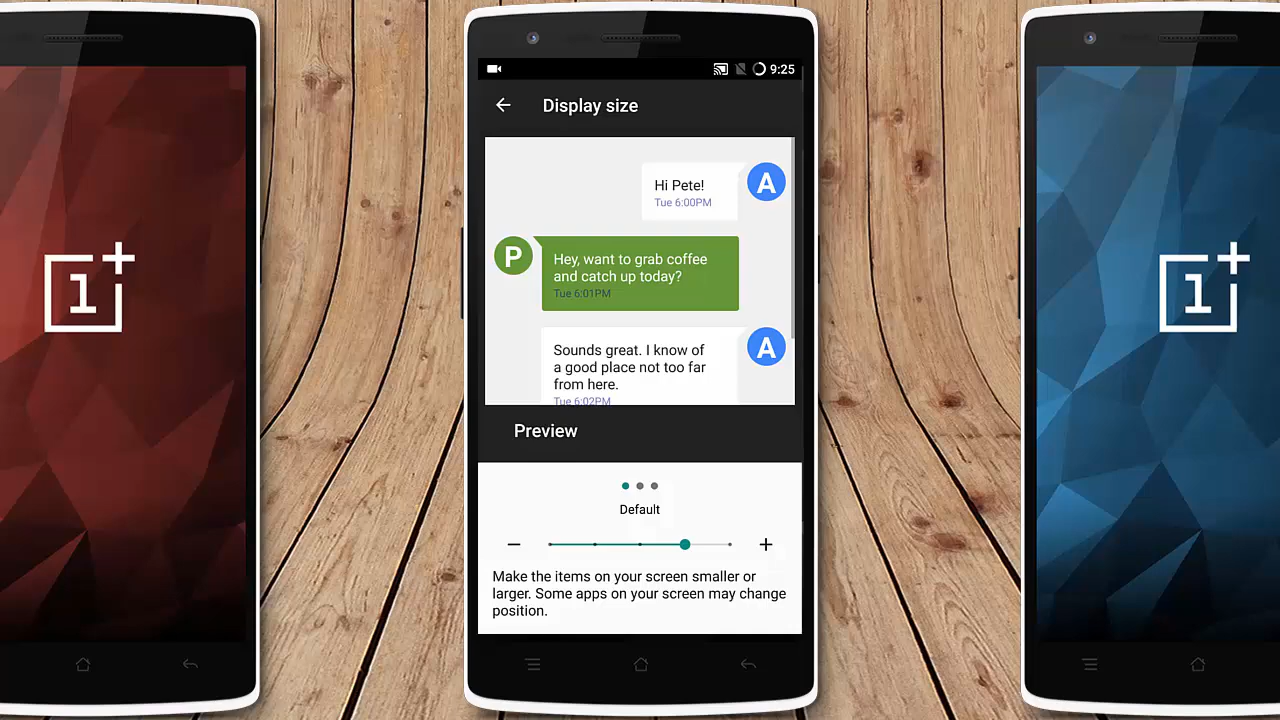 9:25
Display size
Hi Pete!
A
Tue 6:00PM
P
Hey, want to grab coffee
and catch up today?
Tue 6:01PM
Sounds great. I know of
A
a good place not too far
from here.
Tue 6:02PM
1+
1+
Preview
Default
Make the items on your screen smaller or
larger. Some apps on your screen may change
position.